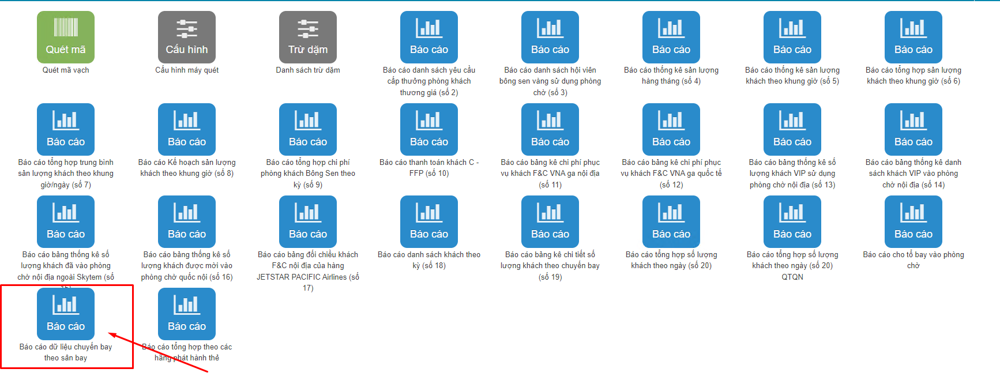 Quét mã
Quét mã vạch
Cấu hình
Cấu hình máy quét
Trừ dặm
Danh sách trừ dặm
Báo cáo
Báo cáo danh sách yêu cầu
cấp thưởng phòng khách
thương giá (số 2)
Báo cáo
Báo cáo danh sách hội viên
bông sen vàng sử dụng phòng
chờ (số 3)
Báo cáo
Báo cáo thống kê sản lượng
hàng tháng (số 4)
Báo cáo
Báo cáo thống kê sản lượng
khách theo khung giờ (số 5)
Báo cáo
Báo cáo tổng hợp sản lượng
khách theo khung giờ (số 6)
Báo cáo
Báo cáo tổng hợp trung bình
sản lượng khách theo khung
giờ/ngày (số 7)
Báo cáo
Báo cáo Kế hoạch sản lượng
khách theo khung giờ (số 8)
Báo cáo
Báo cáo tổng hợp chi phí
phòng khách Bông Sen theo
kỳ (số 9)
Báo cáo
Báo cáo thanh toán khách C -
FFP (số 10)
Báo cáo
Báo cáo bảng kê chi phí phục
vụ khách F&C VNA ga nội địa
(số 11)
Báo cáo
Báo cáo bảng kê chi phí phục
vụ khách F&C VNA ga quốc tế
(số 12)
Báo cáo
Báo cáo bảng thống kê số
lượng khách VIP sử dụng
phòng chờ nội địa (số 13)
Báo cáo
Báo cáo bảng thống kê danh
sách khách VIP vào phòng
chờ nội địa (số 14)
Báo cáo
Báo cáo bảng thống kê số
lượng khách đã vào phòng
chờ nội địa ngoài Skytem (số
15)
Báo cáo
Báo cáo bảng thống kê số
lượng khách được mời vào
phòng chờ quốc nội (số 16)
Báo cáo
Báo cáo bảng đối chiếu khách
F&C nội địa của hàng
JETSTAR PACIFIC Airlines (số
17)
Báo cáo
Báo cáo danh sách khách theo
kỳ (số 18)
Báo cáo
Báo cáo bảng kê chi tiết số
lượng khách theo chuyến bay
(số 19)
Báo cáo
Báo cáo tổng hợp số lượng
khách theo ngày (số 20)
Báo cáo
Báo cáo tổng hợp số lượng
khách theo ngày (số 20)
QTQN
Báo cáo
Báo cáo cho tổ bay vào phòng
chờ
Báo cáo
Báo cáo dữ liệu chuyến bay
theo sân bay
Báo cáo
Báo cáo tổng hợp theo các
hãng phát hành thẻ